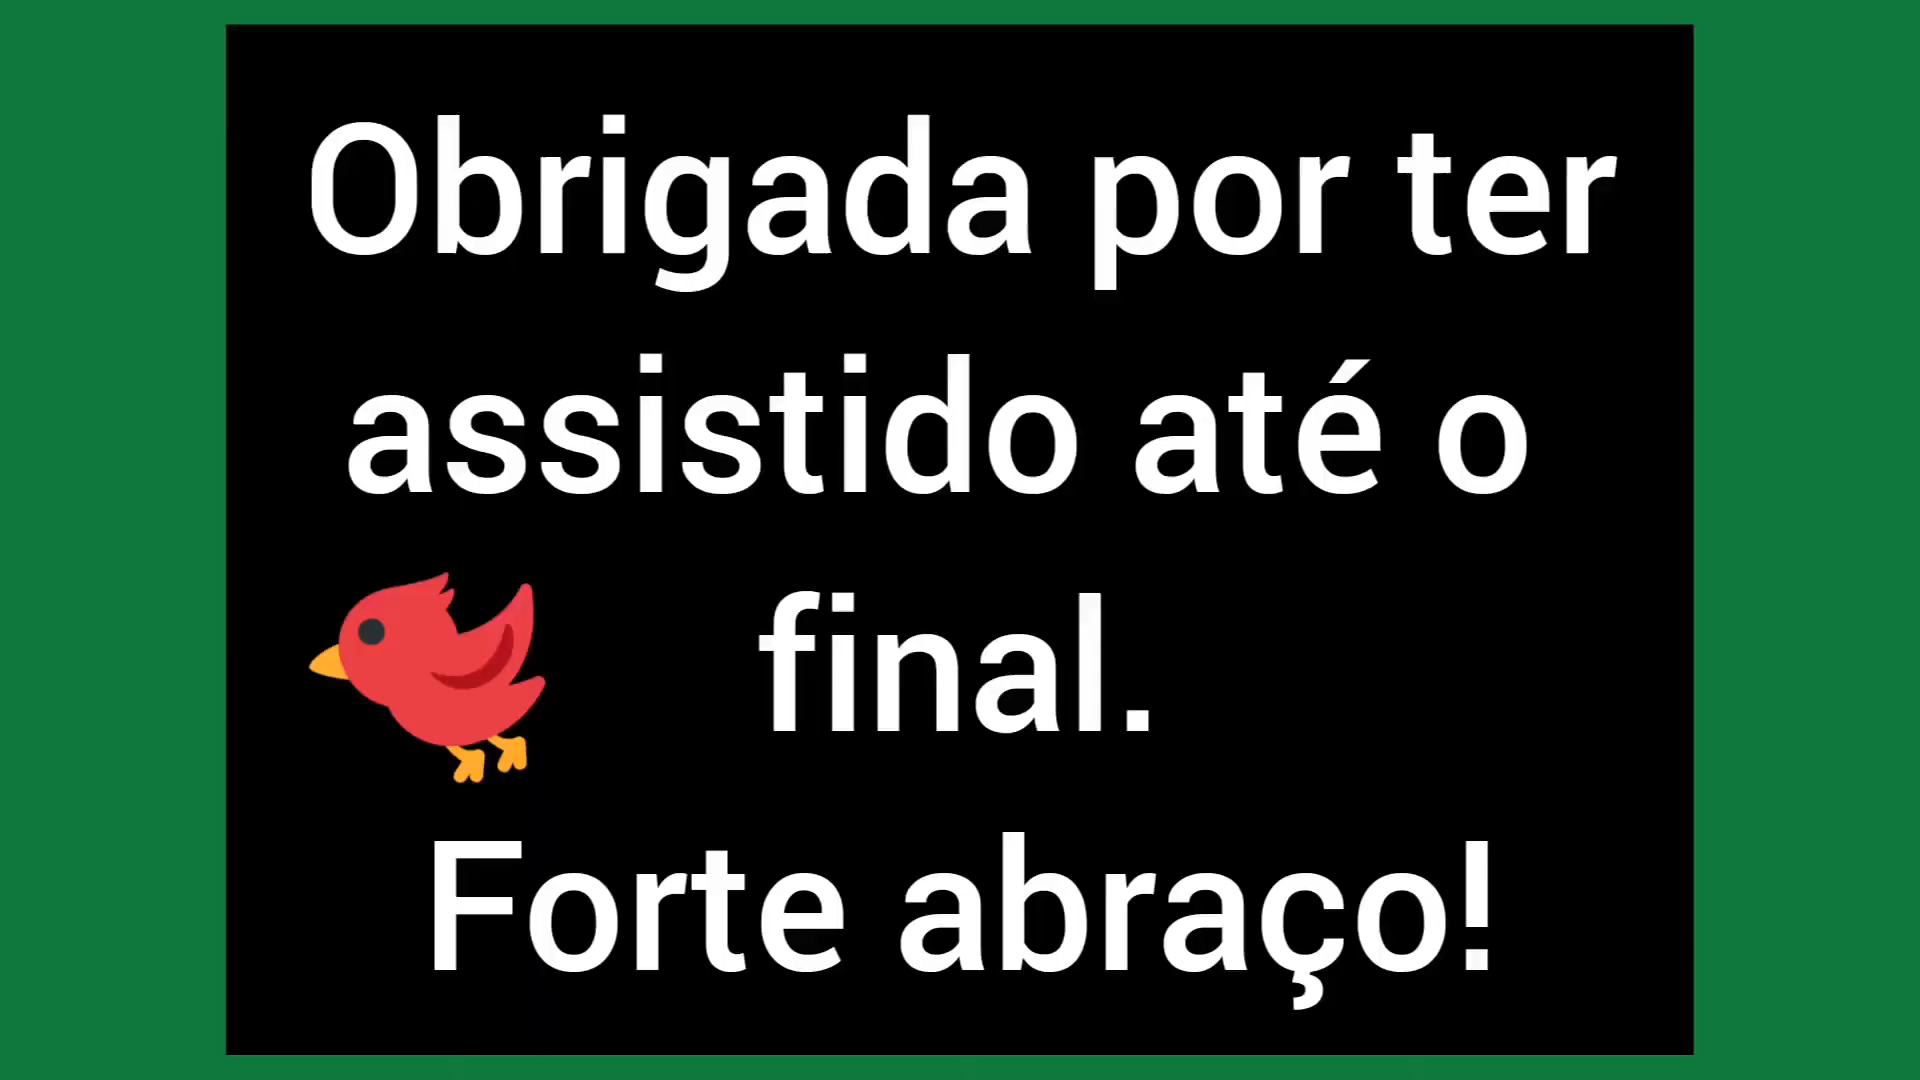 Obrigada por ter
assistido até o
final.
Forte abraço!